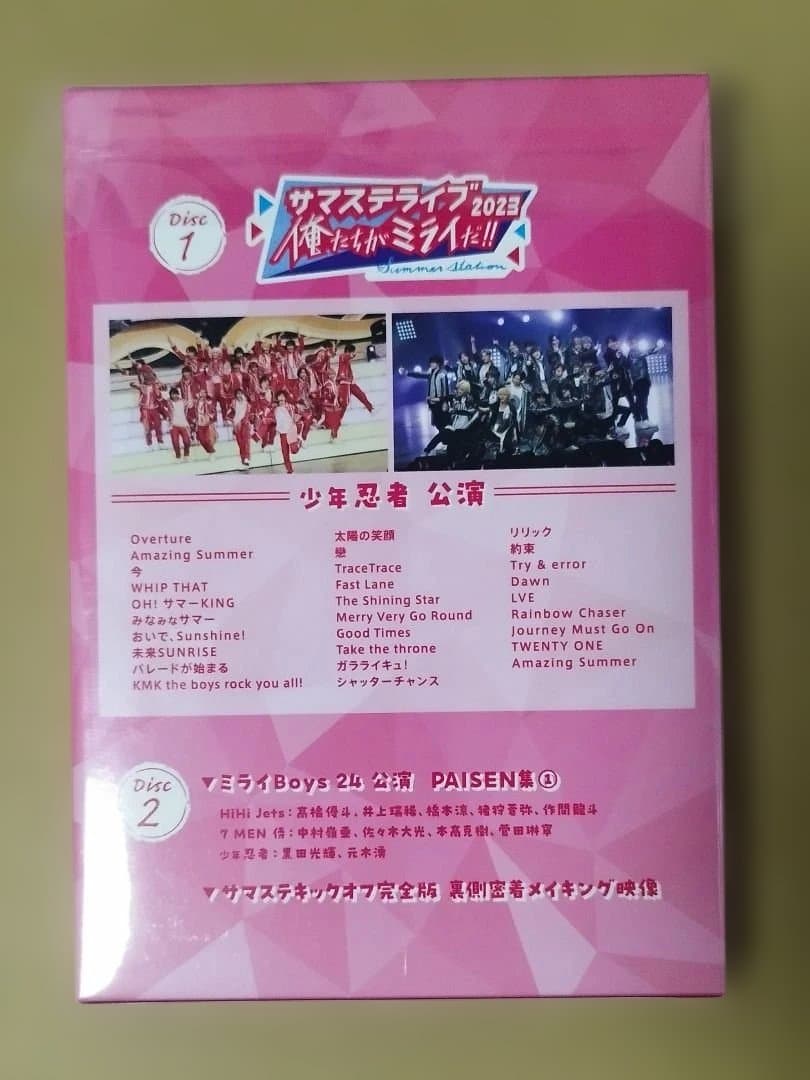 Disc
1
サマステライブ
2023
俺たちがミライだ!!
Summer Station
少年忍者 公演
Overture
Amazing Summer
今
WHIP THAT
OH! サマーKING
みなみなサマー
おいで、Sunshine!
未来SUNRISE
パレードが始まる
KMK the boys rock you all!
太陽の笑顔
戀
TraceTrace
Fast Lane
The Shining Star
Merry Very Go Round
Good Times
Take the throne
ガラライキュ!
シャッターチャンス
リリック
約束
Try & error
Dawn
LVE
Rainbow Chaser
Journey Must Go On
TWENTY ONE
Amazing Summer
Disc
2
▼ミライBoys 24 公演 PAISEN集①
HiHi Jets：髙橋優斗、井上瑞稀、橋本涼、猪狩蒼弥、作間龍斗
7 MEN 侍：中村嶺亜、佐々木大光、本髙克樹、菅田琳寧
少年忍者：黒田光輝、元木湧
▼サマステキックオフ完全版 裏側密着メイキング映像